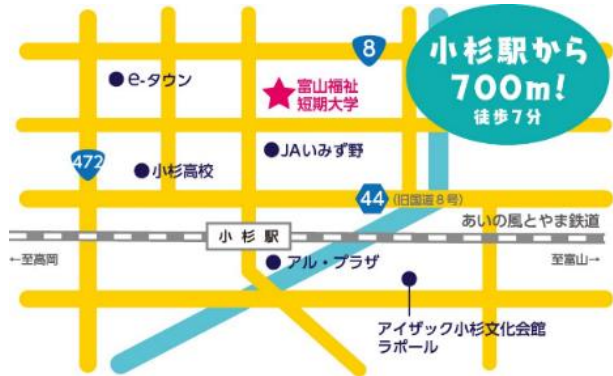 8
小杉駅から
700m!
徒歩7分
e-タウン
富山福祉
短期大学
JAいみず野
472
小杉高校
44
(旧国道8号)
あいの風とやま鉄道
小杉駅
←至高岡
アル・プラザ
至富山→
アイザック小杉文化会館
ラポール